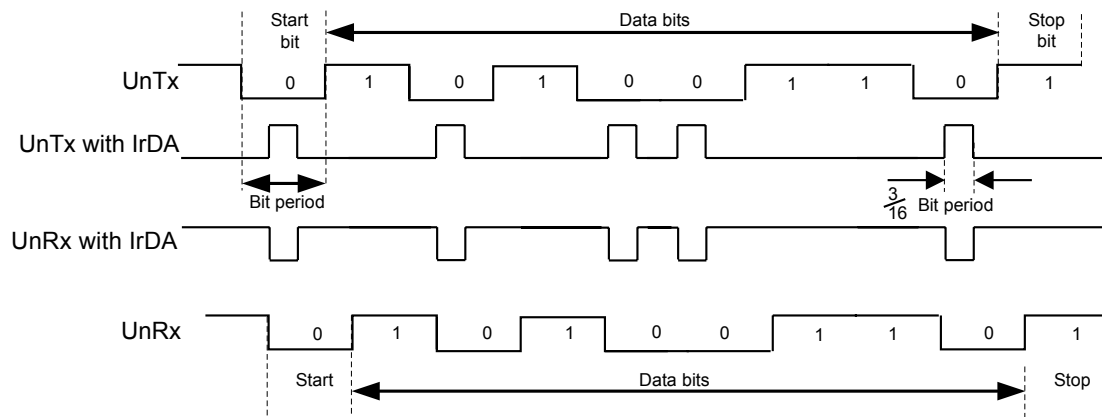 Start
bit
Data bits
Stop
bit
UnTx
0 1 0 1 0 0 1 1 0 1
UnTx with IrDA
Bit period
3/16 Bit period
UnRx with IrDA
UnRx
0 1 0 1 0 0 1 1 0 1
Start
Data bits
Stop